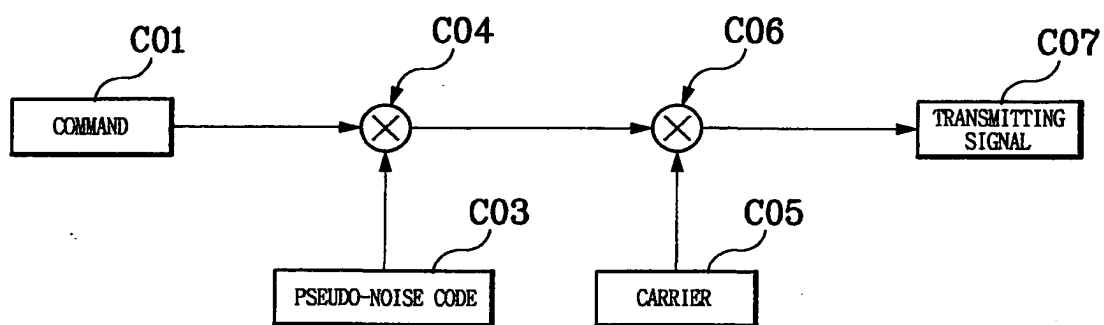 C01
C04
C06
C07
COMMAND
TRANSMITTING
SIGNAL
C03
C05
PSEUDO-NOISE CODE
CARRIER